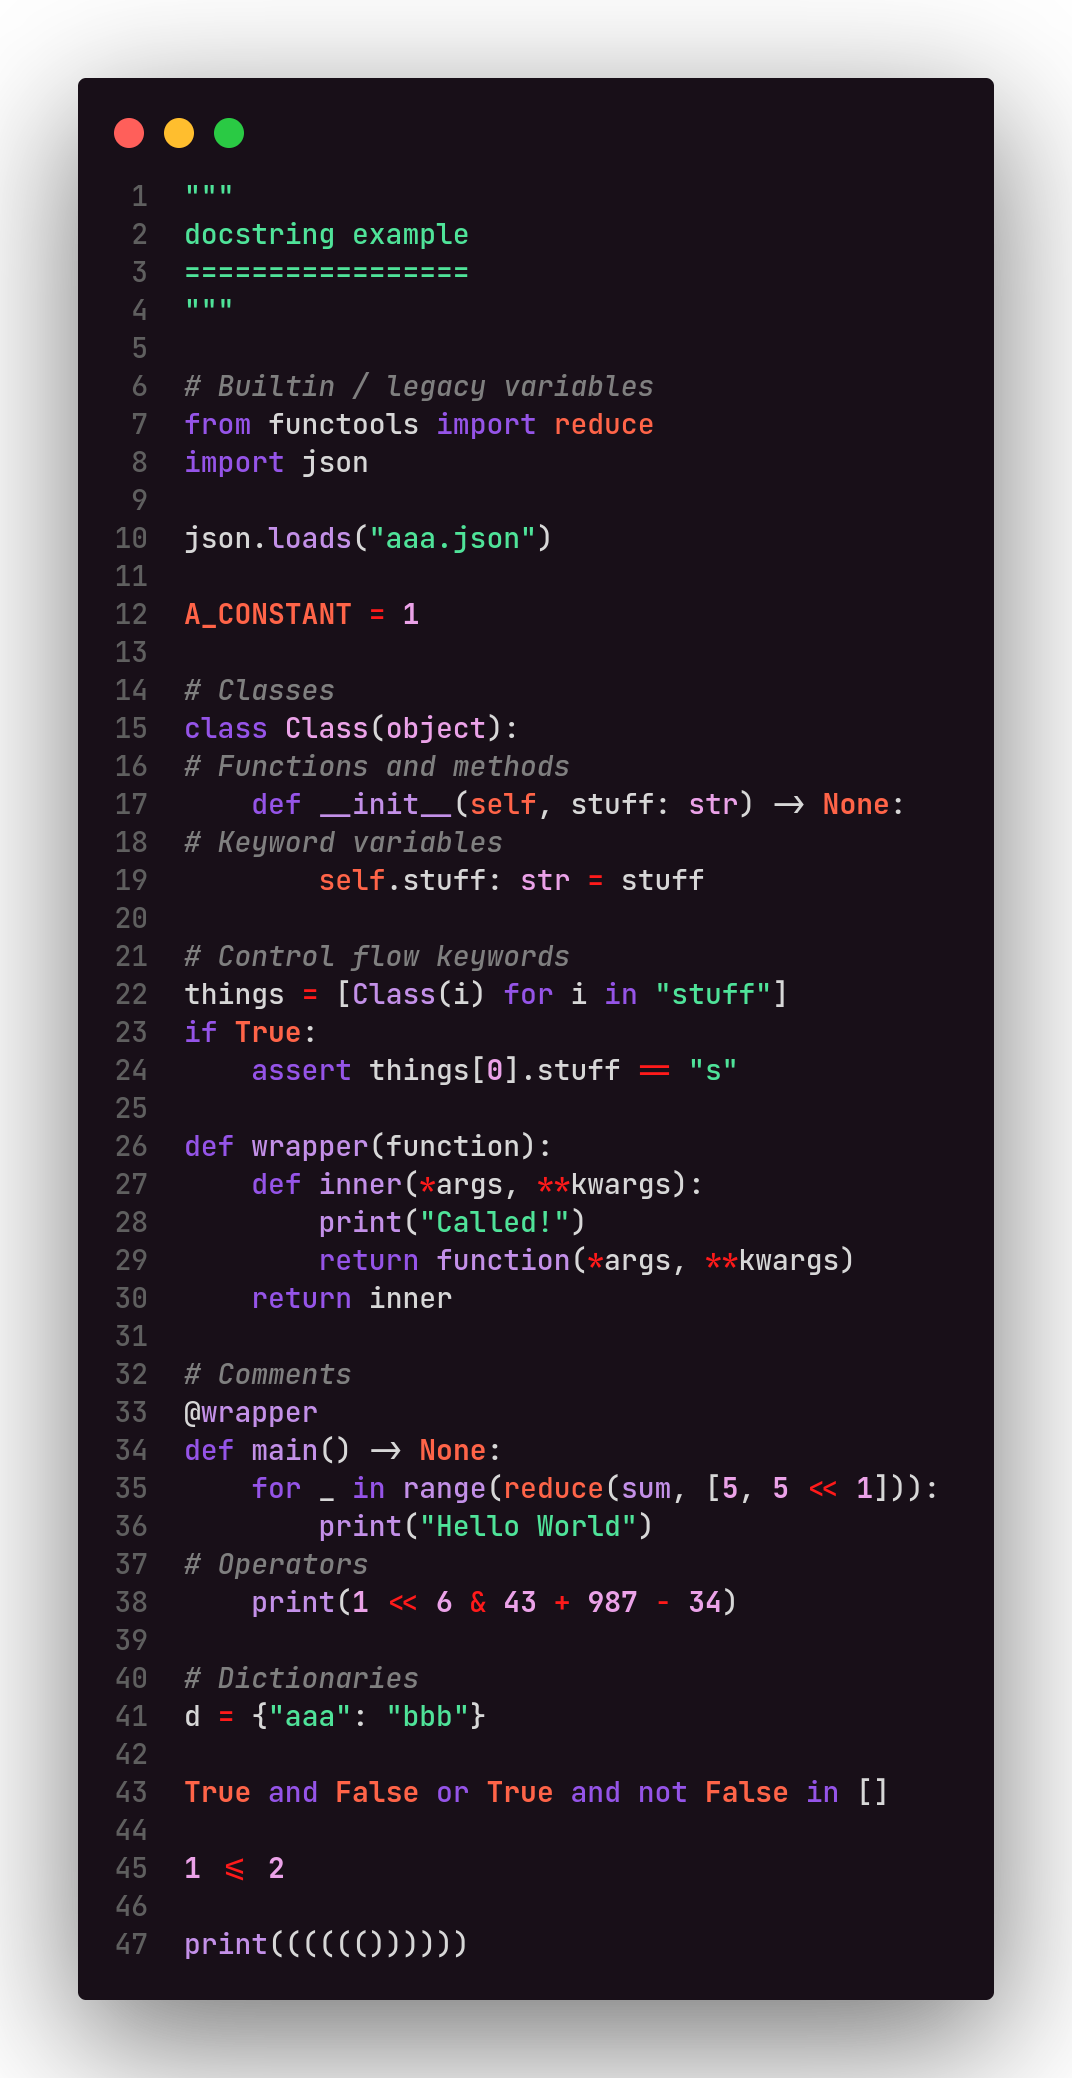 1 """
2 docstring example
3 =================
4 """
5
6 # Builtin / legacy variables
7 from functools import reduce
8 import json
9
10 json.loads("aaa.json")
11
12 A_CONSTANT = 1
13
14 # Classes
15 class Class(object):
16 # Functions and methods
17     def __init__(self, stuff: str) -> None:
18 # Keyword variables
19         self.stuff: str = stuff
20
21 # Control flow keywords
22 things = [Class(i) for i in "stuff"]
23 if True:
24     assert things[0].stuff == "s"
25
26 def wrapper(function):
27     def inner(*args, **kwargs):
28         print("Called!")
29         return function(*args, **kwargs)
30     return inner
31
32 # Comments
33 @wrapper
34 def main() -> None:
35     for _ in range(reduce(sum, [5, 5 << 1])):
36         print("Hello World")
37 # Operators
38     print(1 << 6 & 43 + 987 - 34)
39
40 # Dictionaries
41 d = {"aaa": "bbb"}
42
43 True and False or True and not False in []
44
45 1 <= 2
46
47 print(((((())))))